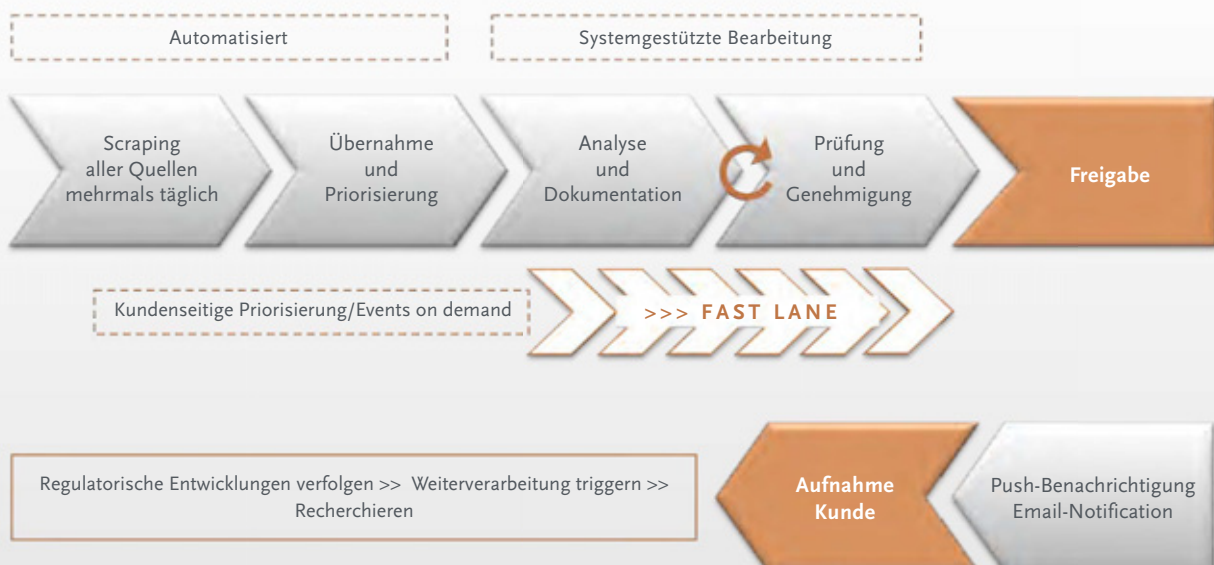 Automatisiert
Systemgestützte Bearbeitung
Scraping
aller Quellen
mehrmals täglich
Übernahme
und
Priorisierung
Analyse
und
Dokumentation
Prüfung
und
Genehmigung
Freigabe
Kundenseitige Priorisierung/Events on demand
>>> FAST LANE
Regulatorische Entwicklungen verfolgen >> Weiterverarbeitung triggern >>
Recherchieren
Aufnahme
Kunde
Push-Benachrichtigung
Email-Notification